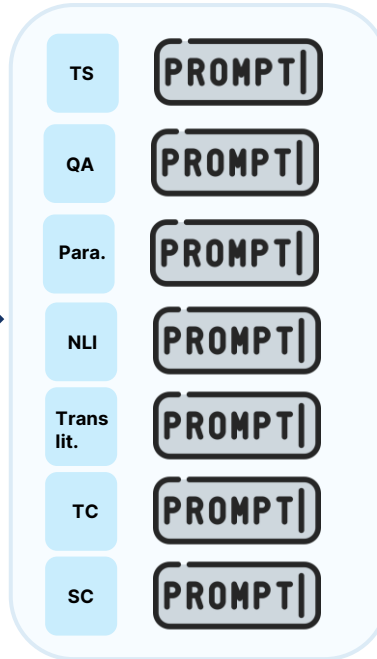 TS PROMPT
QA PROMPT
Para. PROMPT
NLI PROMPT
Trans
lit. PROMPT
TC PROMPT
SC PROMPT